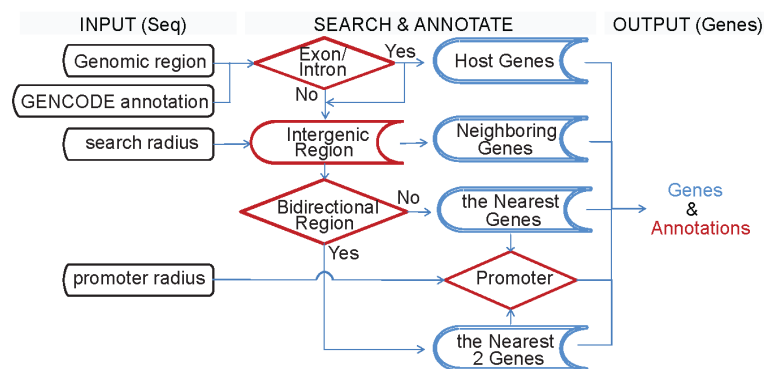 INPUT (Seq)
SEARCH & ANNOTATE
OUTPUT (Genes)
Genomic region
Exon/
Intron
Yes
Host Genes
No
GENCODE annotation
search radius
Intergenic
Region
Neighboring
Genes
Bidirectional
Region
No
the Nearest
Genes
Genes
&
Annotations
Yes
promoter radius
Promoter
the Nearest
2 Genes